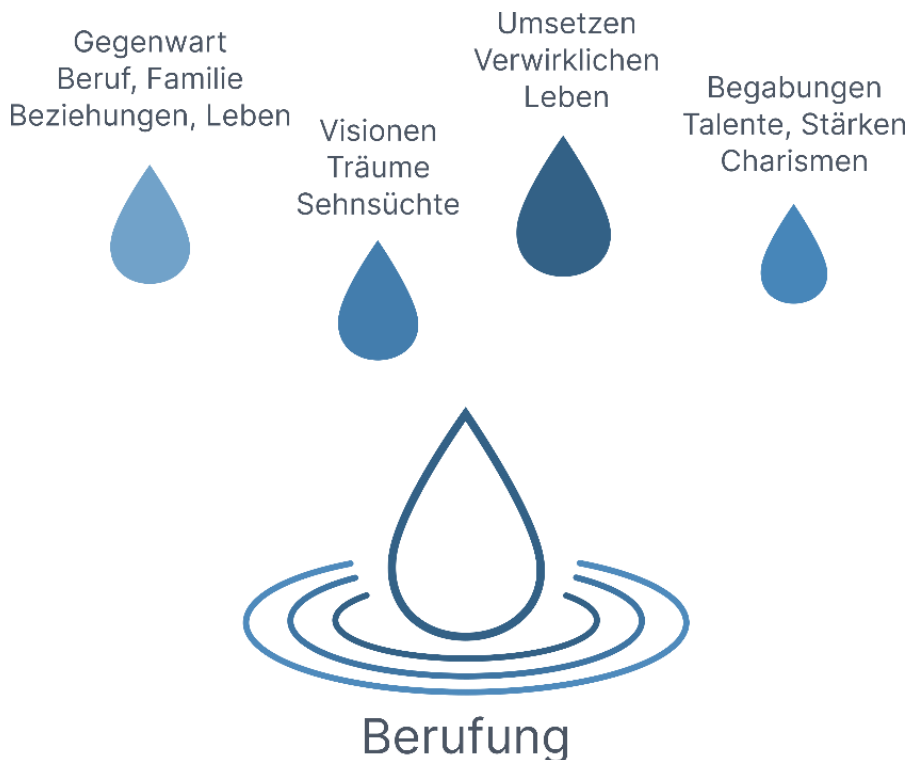 Gegenwart
Beruf, Familie
Beziehungen, Leben
Visionen
Träume
Sehnsüchte
Umsetzen
Verwirklichen
Leben
Begabungen
Talente, Stärken
Charismen
Berufung